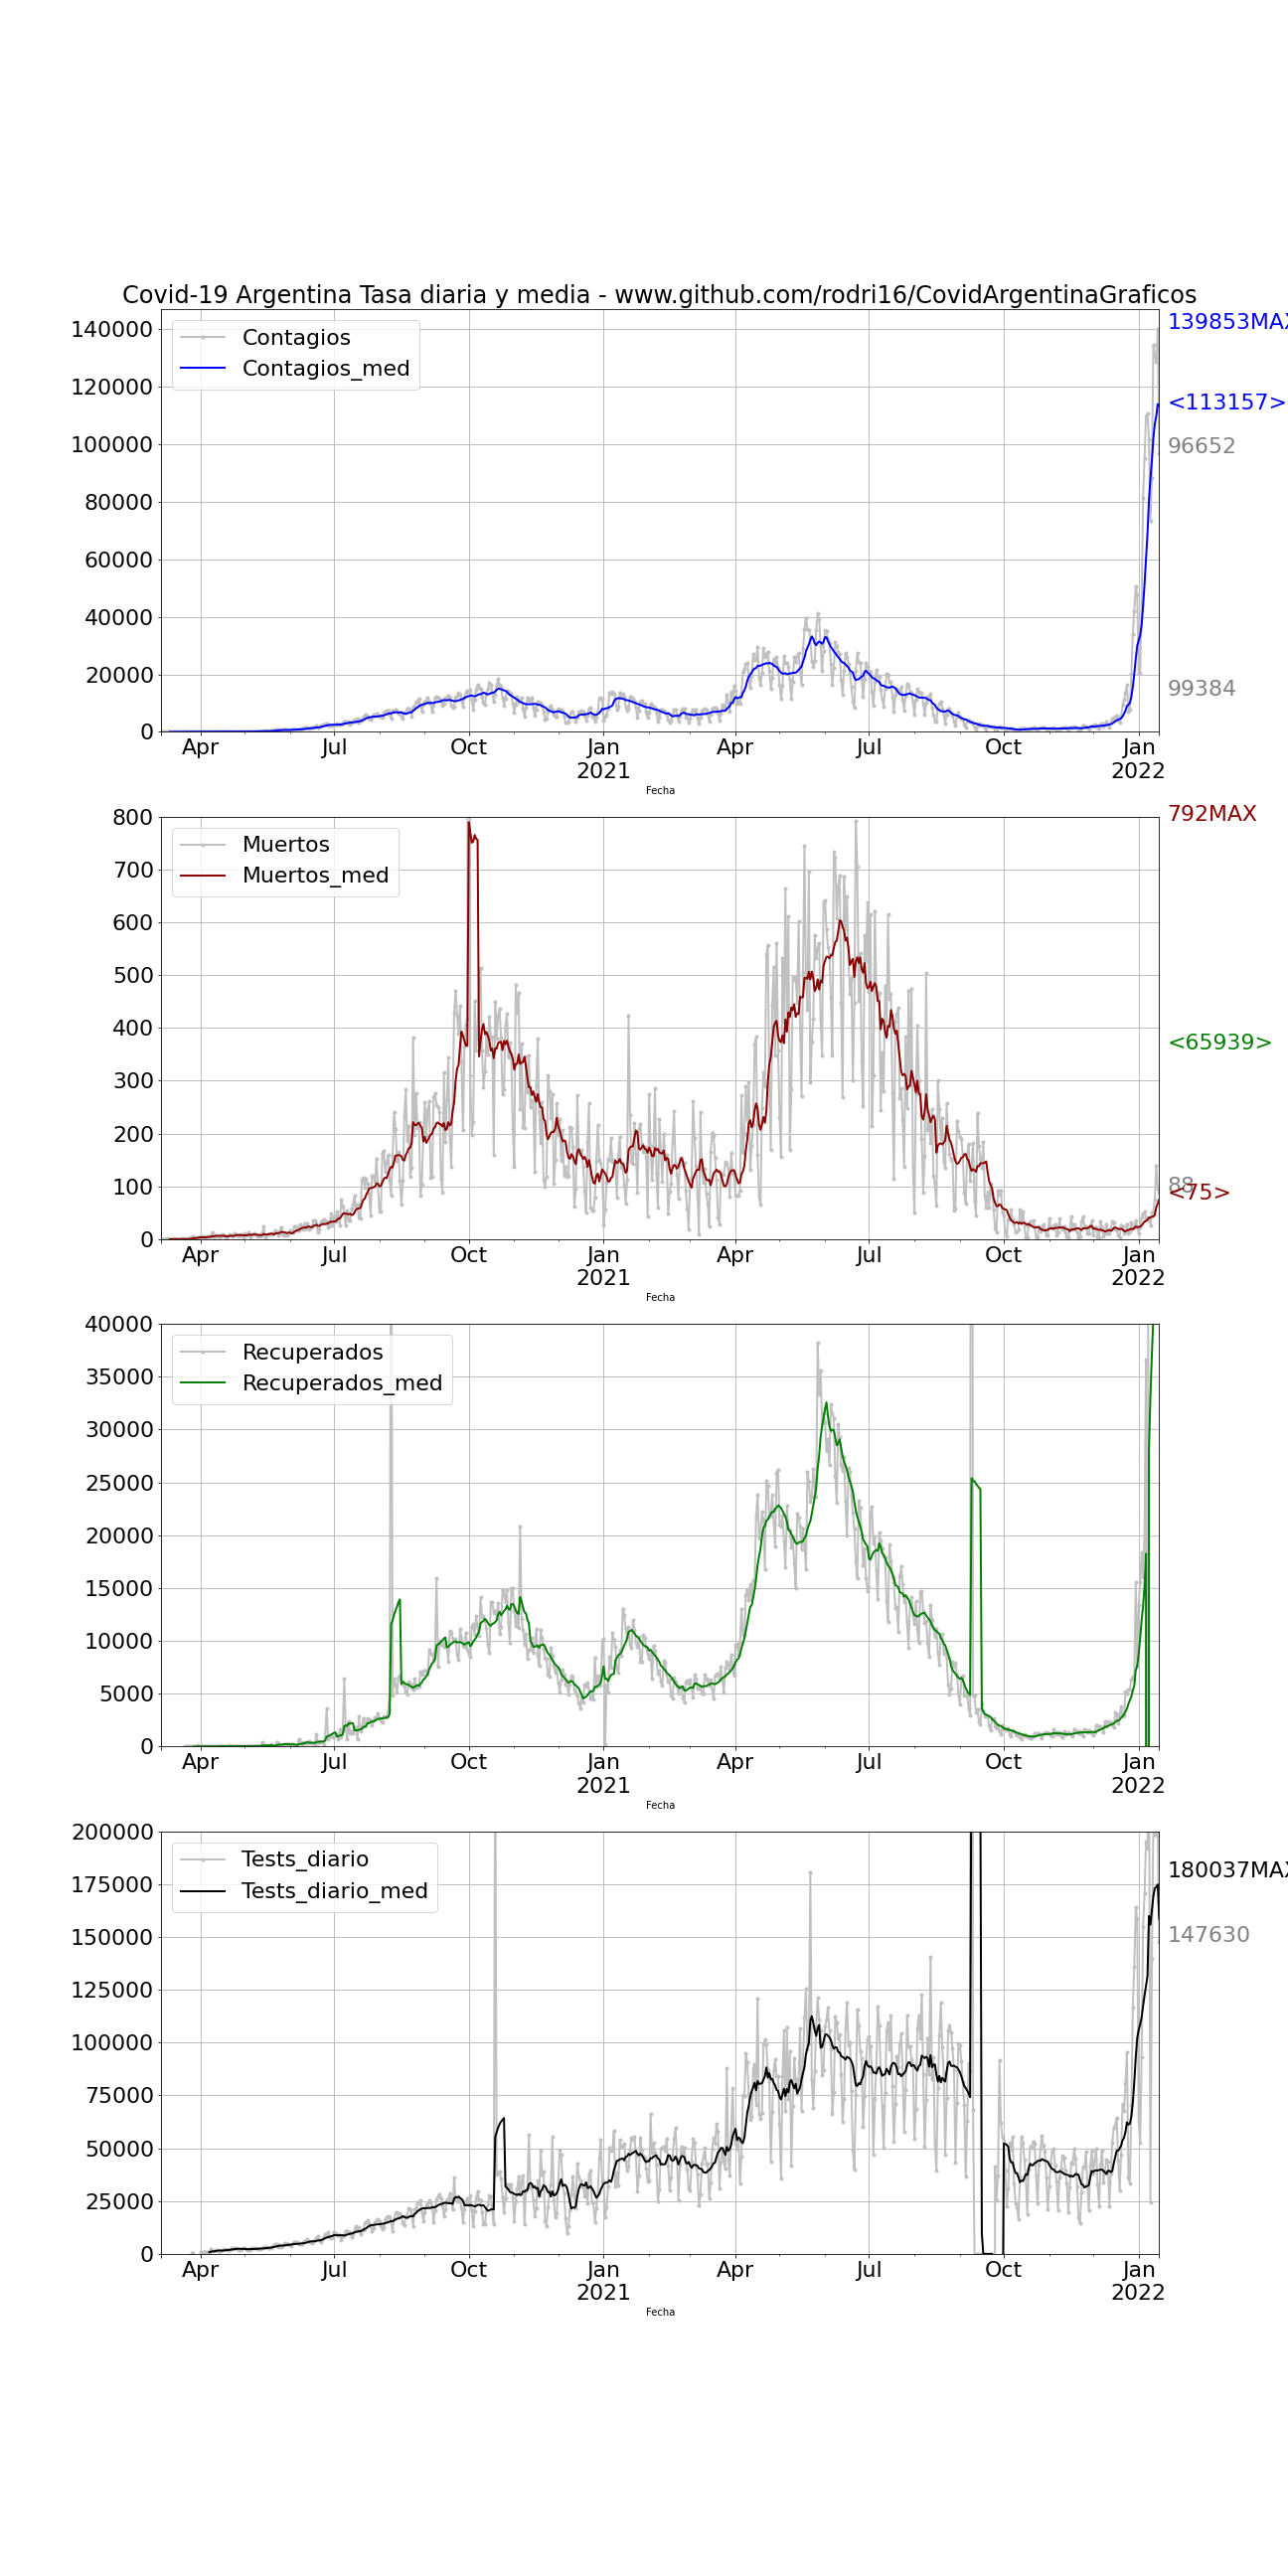 Covid-19 Argentina Tasa diaria y media - www.github.com/rodri16/CovidArgentinaGraficos
139853MAX
140000
Contagios
Contagios_med
120000
<113157>
100000
96652
80000
60000
40000
20000
99384
0
Apr Jul Oct Jan Apr Jul Oct Jan
2021 2022
Fecha
800
792MAX
Muertos
Muertos_med
700
600
500
400
<65939>
300
200
100
88
<75>
0
Apr Jul Oct Jan Apr Jul Oct Jan
2021 2022
Fecha
40000
Recuperados
Recuperados_med
35000
30000
25000
20000
15000
10000
5000
0
Apr Jul Oct Jan Apr Jul Oct Jan
2021 2022
Fecha
200000
Tests_diario
Tests_diario_med
180037MAX
175000
150000
147630
125000
100000
75000
50000
25000
0
Apr Jul Oct Jan Apr Jul Oct Jan
2021 2022
Fecha